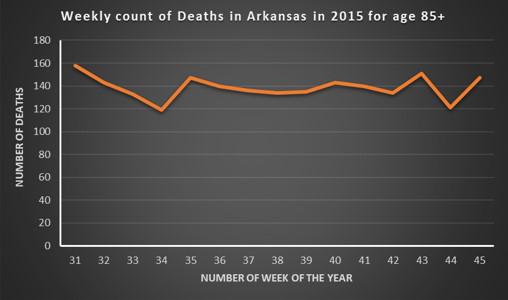 Weekly count of Deaths in Arkansas in 2015 for age 85+
180
160
140
120
100
80
60
40
20
0
NUMBER OF DEATHS
31 32 33 34 35 36 37 38 39 40 41 42 43 44 45
NUMBER OF WEEK OF THE YEAR